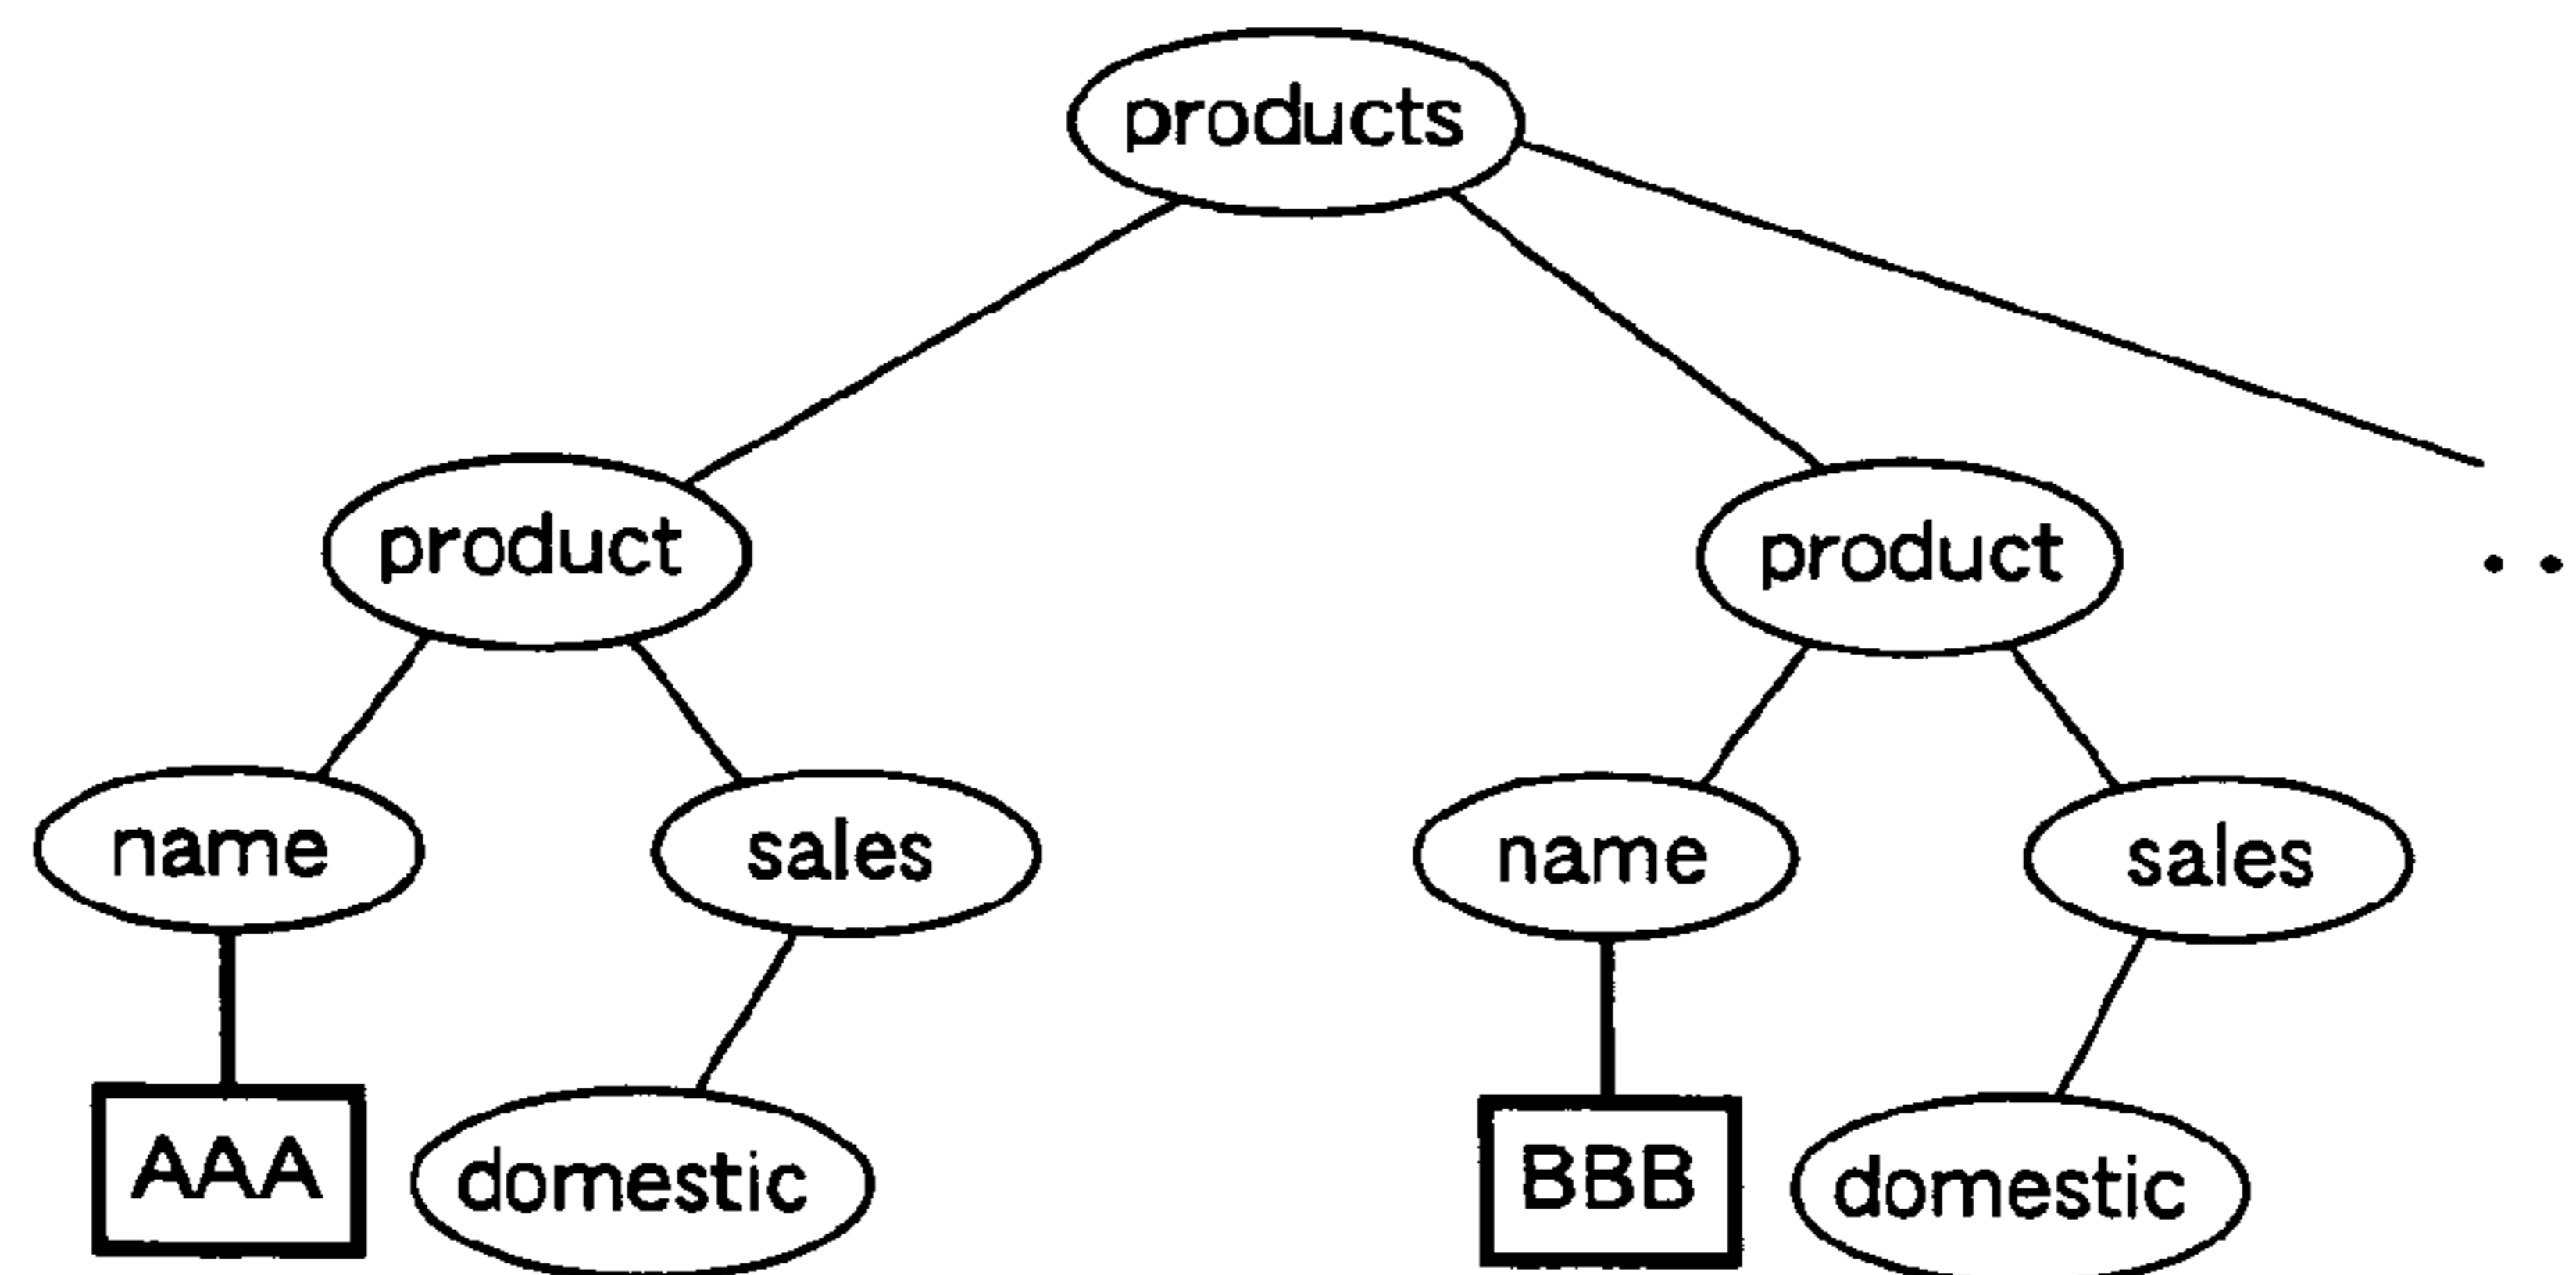 products
product
product
. .
name
sales
name
sales
AAA
domestic
BBB
domestic